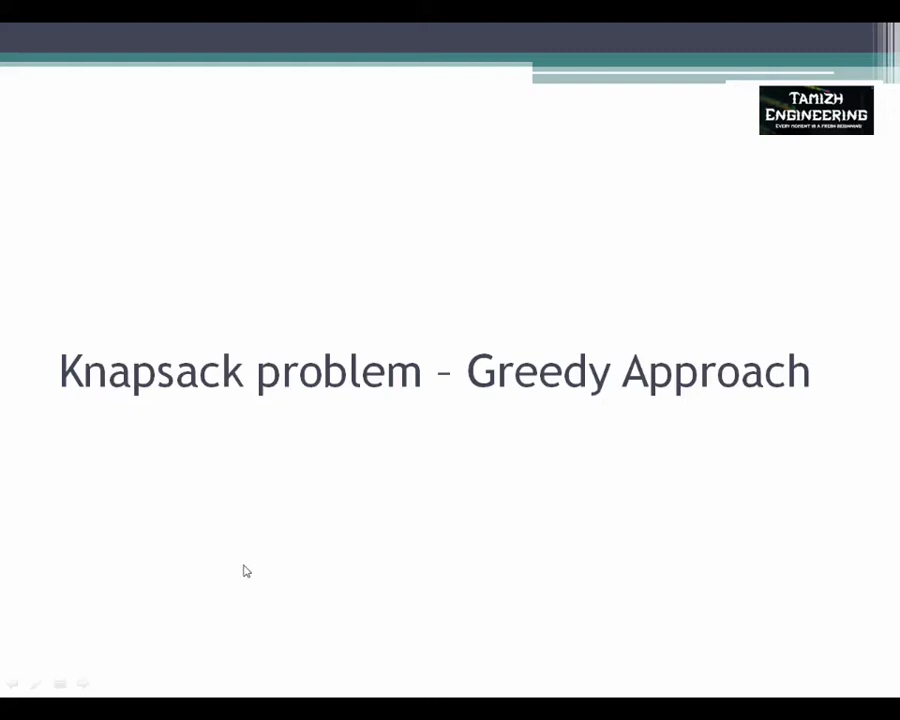 TAMIZH
ENGINEERING
EVERY MOMENT IS A FRESH BEGINNING
Knapsack problem – Greedy Approach